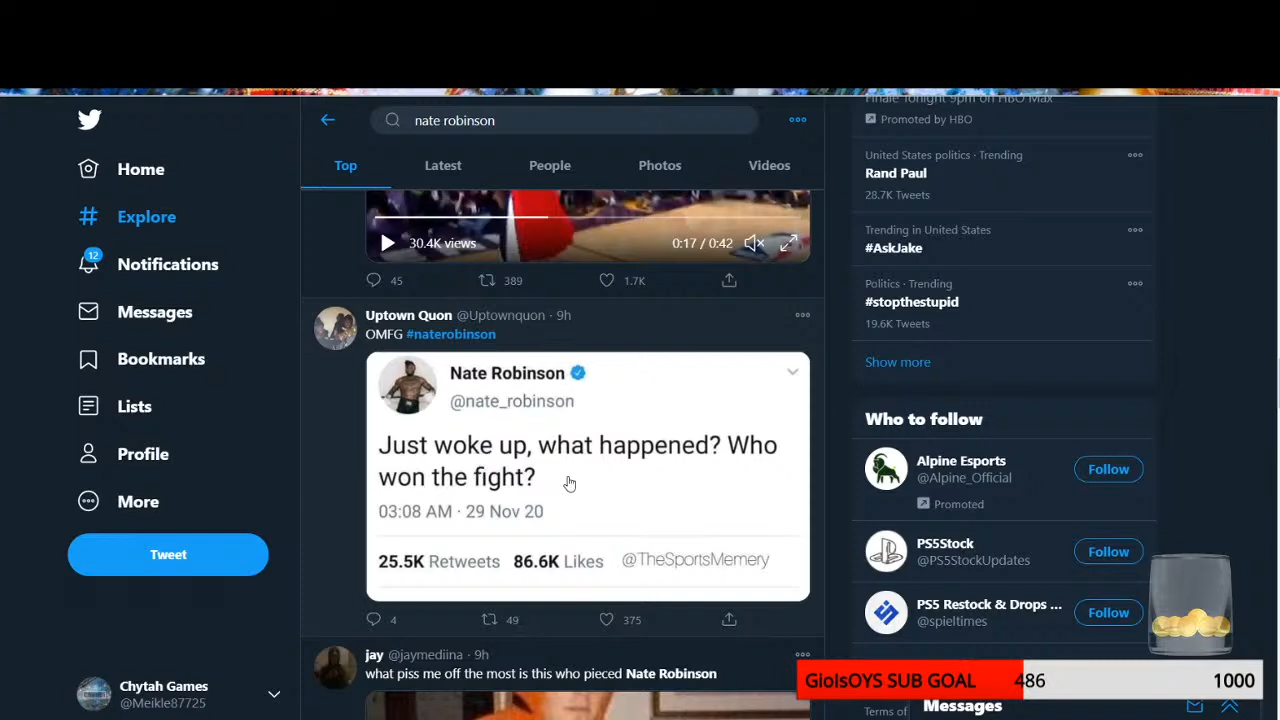 nate robinson
Top
Latest
People
Photos
Videos
Home
Explore
12
Notifications
Messages
Bookmarks
Lists
Profile
More
Tweet
Chytah Games
@Meikle87725
30.4K views
0:17 / 0:42
45
389
1.7K
Uptown Quon @Uptownquon · 9h
OMFG #naterobinson
Nate Robinson
@nate_robinson
Just woke up, what happened? Who
won the fight?
03:08 AM · 29 Nov 20
25.5K Retweets 86.6K Likes @TheSportsMemery
4
49
375
jay @jaymediina · 9h
what piss me off the most is this who pieced Nate Robinson
Finale Tonight 9pm on HBO Max
Promoted by HBO
United States politics · Trending
Rand Paul
28.7K Tweets
Trending in United States
#AskJake
Politics · Trending
#stopthestupid
19.6K Tweets
Show more
Who to follow
Alpine Esports
@Alpine_Official
Follow
Promoted
PS5Stock
@PS5StockUpdates
Follow
PS5 Restock & Drops ...
@spieltimes
Follow
GioIsOYS SUB GOAL
486
1000
Terms of
Messages